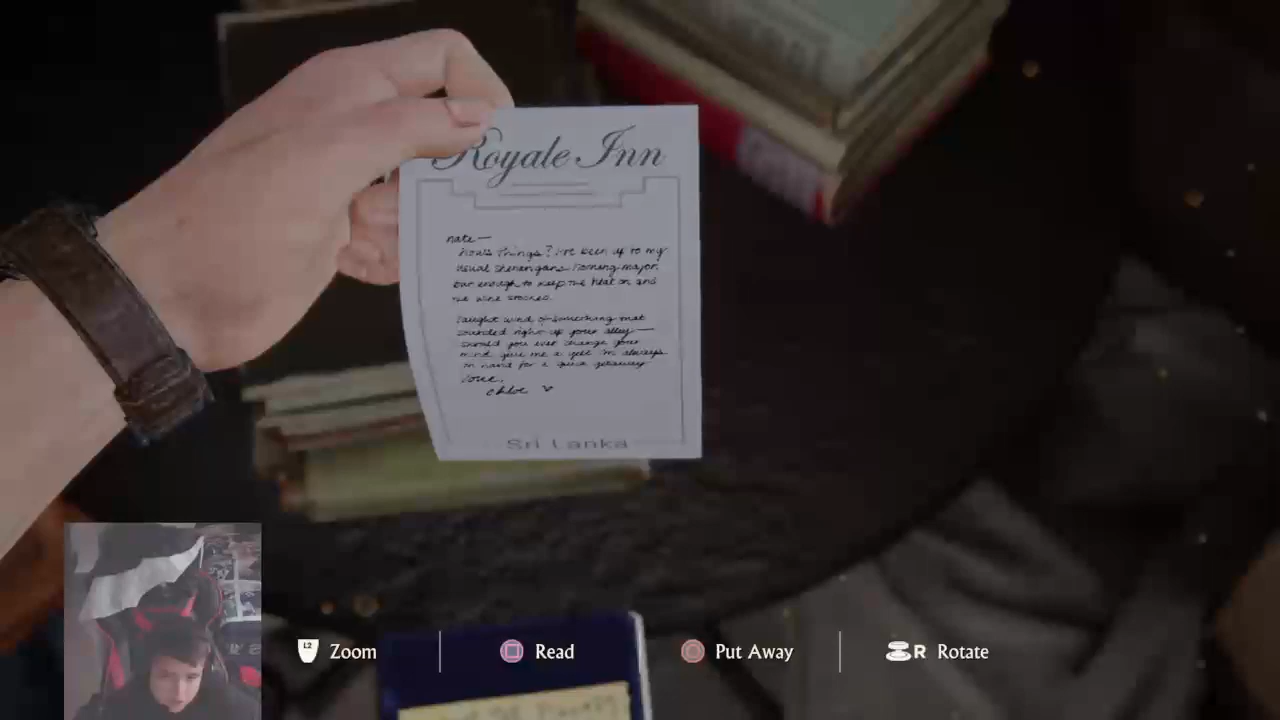 Royale Inn
nate—
how's things? I've been up to my
usual shenanigans. Nothing major,
but enough to keep the heat on and
the wine stocked.
Caught wind of something that
sounded right up your alley—
should you ever change your
mind give me a yell. I'm always
on hand for a quick getaway
love,
chloe
Sri Lanka
L2 Zoom
Read
Put Away
R Rotate